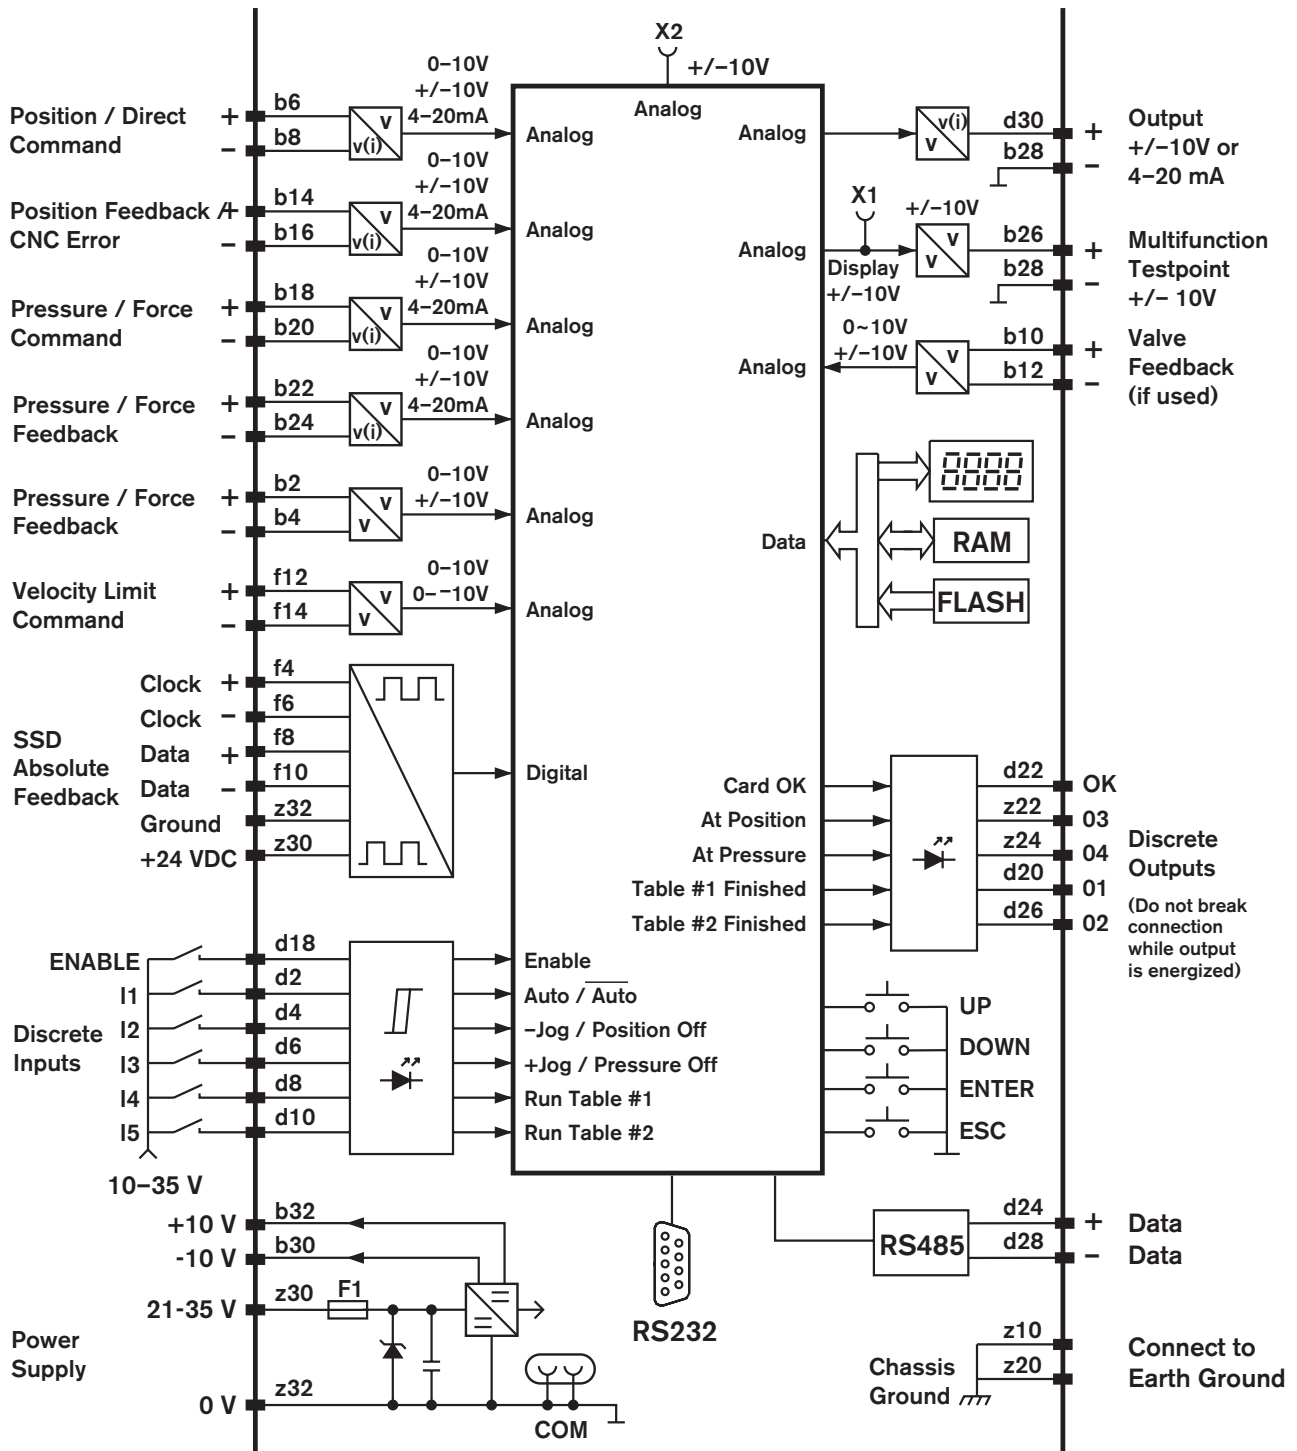 X2
+/–10V
Analog
Position / Direct
Command
+
–
b6
b8
v
v(i)
0–10V
+/–10V
4–20mA
Analog
Position Feedback /
CNC Error
+
–
b14
b16
v
v(i)
0–10V
+/–10V
4–20mA
Analog
Pressure / Force
Command
+
–
b18
b20
v
v(i)
0–10V
+/–10V
4–20mA
Analog
Pressure / Force
Feedback
+
–
b22
b24
v
v(i)
0–10V
+/–10V
4–20mA
Analog
Pressure / Force
Feedback
+
–
b2
b4
v
v
0–10V
+/–10V
Analog
Velocity Limit
Command
+
–
f12
f14
v
v
0–10V
0–−10V
Analog
SSD
Absolute
Feedback
Clock + f4
Clock – f6
Data + f8
Data – f10
Ground z32
+24 VDC z30
Digital
Discrete
Inputs
ENABLE d18 Enable
I1 d2 Auto / Auto
I2 d4 –Jog / Position Off
I3 d6 +Jog / Pressure Off
I4 d8 Run Table #1
I5 d10 Run Table #2
10–35 V
Power
Supply
+10 V b32
-10 V b30
21-35 V z30 F1
0 V z32
COM
RS232
Analog
v(i)
v
d30
b28
+
–
Output
+/–10V or
4–20 mA
Analog
X1
Display
+/–10V
+/–10V
v
v
b26
b28
+
–
Multifunction
Testpoint
+/– 10V
Analog
0~10V
+/–10V
v
v
b10
b12
+
–
Valve
Feedback
(if used)
Data
8888
RAM
FLASH
Card OK d22 OK
At Position z22 03
At Pressure z24 04
Table #1 Finished d20 01
Table #2 Finished d26 02
Discrete
Outputs
(Do not break
connection
while output
is energized)
UP
DOWN
ENTER
ESC
RS485
d24 + Data
d28 – Data
Chassis
Ground
z10
z20
Connect to
Earth Ground